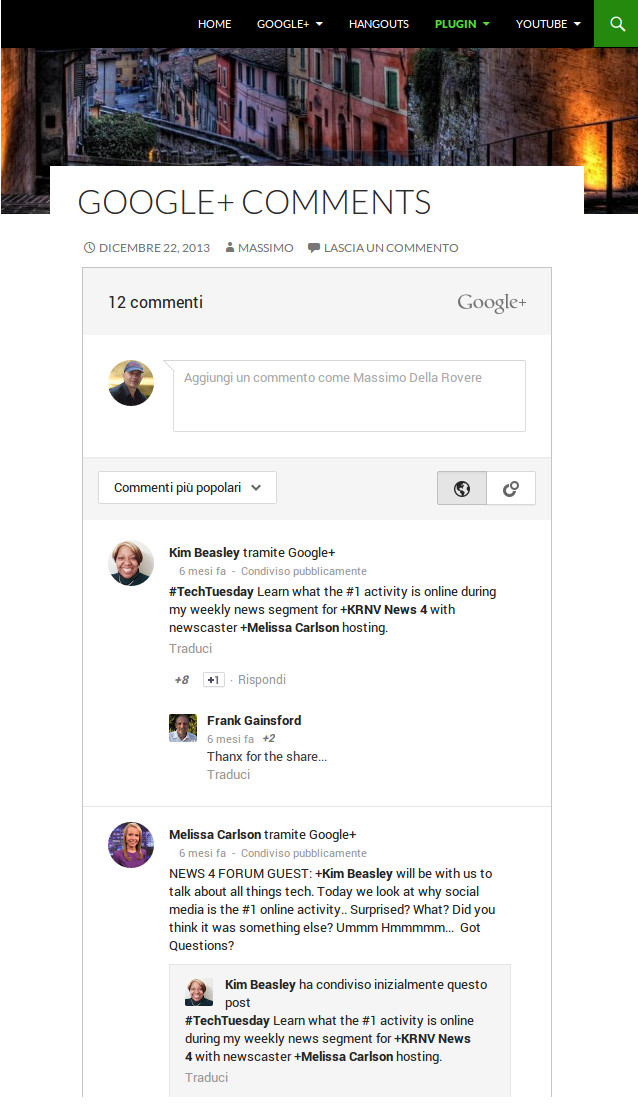 HOME GOOGLE+ HANGOUTS PLUGIN YOUTUBE
GOOGLE+ COMMENTS
DICEMBRE 22, 2013 MASSIMO LASCIA UN COMMENTO
12 commenti Google+
Aggiungi un commento come Massimo Della Rovere
Commenti più popolari
Kim Beasley tramite Google+
6 mesi fa - Condiviso pubblicamente
#TechTuesday Learn what the #1 activity is online during
my weekly news segment for +KRNV News 4 with
newscaster +Melissa Carlson hosting.
Traduci
+8 +1 · Rispondi
Frank Gainsford
6 mesi fa +2
Thanx for the share...
Traduci
Melissa Carlson tramite Google+
6 mesi fa - Condiviso pubblicamente
NEWS 4 FORUM GUEST: +Kim Beasley will be with us to
talk about all things tech. Today we look at why social
media is the #1 online activity.. Surprised? What? Did you
think it was something else? Ummm Hmmmmm... Got
Questions?
Kim Beasley ha condiviso inizialmente questo
post
#TechTuesday Learn what the #1 activity is online
during my weekly news segment for +KRNV News
4 with newscaster +Melissa Carlson hosting.
Traduci